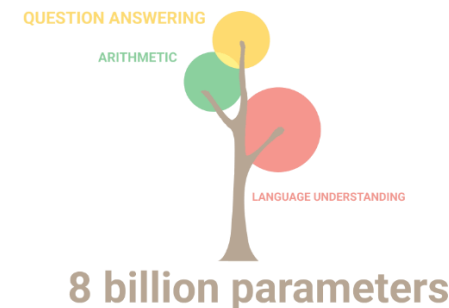 QUESTION ANSWERING
ARITHMETIC
LANGUAGE UNDERSTANDING
8 billion parameters